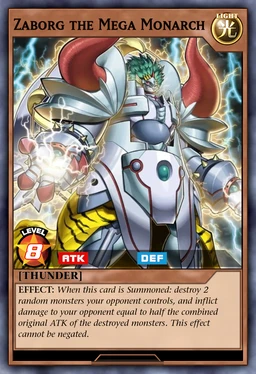 ZABORG THE MEGA MONARCH
LIGHT
光
LEVEL
8
ATK
DEF
[THUNDER]
EFFECT: When this card is Summoned: destroy 2
random monsters your opponent controls, and inflict
damage to your opponent equal to half the combined
original ATK of the destroyed monsters. This effect
cannot be negated.